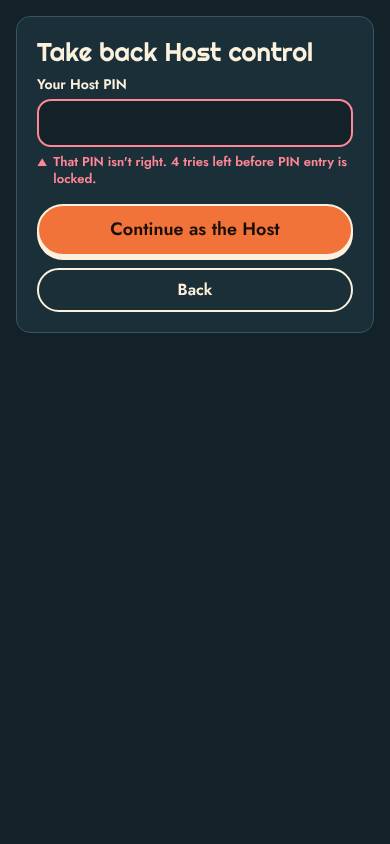 Take back Host control
Your Host PIN
▲ That PIN isn't right. 4 tries left before PIN entry is
locked.
Continue as the Host
Back